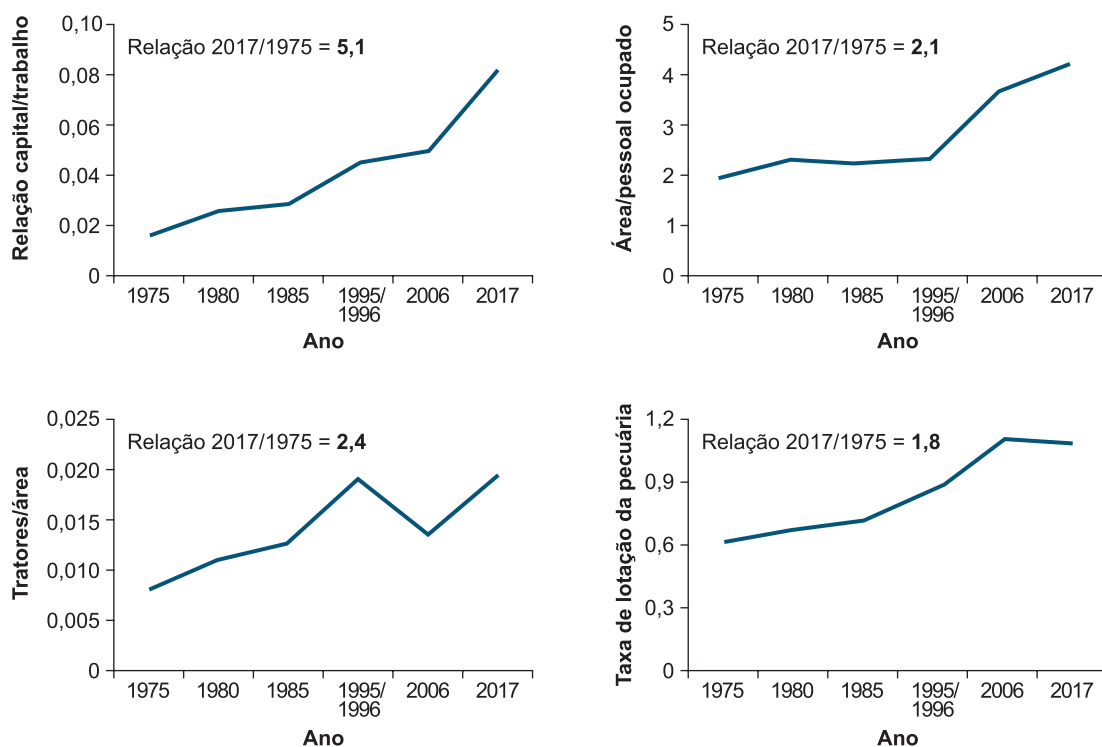 Relação capital/trabalho
0,10
0,08
0,06
0,04
0,02
0
Relação 2017/1975 = 5,1
1975 1980 1985 1995/ 2006 2017
1996
Ano
Área/pessoal ocupado
5
4
3
2
1
0
Relação 2017/1975 = 2,1
1975 1980 1985 1995/ 2006 2017
1996
Ano
Tratores/área
0,025
0,020
0,015
0,010
0,005
0
Relação 2017/1975 = 2,4
1975 1980 1985 1995/ 2006 2017
1996
Ano
Taxa de lotação da pecuária
1,2
0,9
0,6
0,3
0
Relação 2017/1975 = 1,8
1975 1980 1985 1995/ 2006 2017
1996
Ano